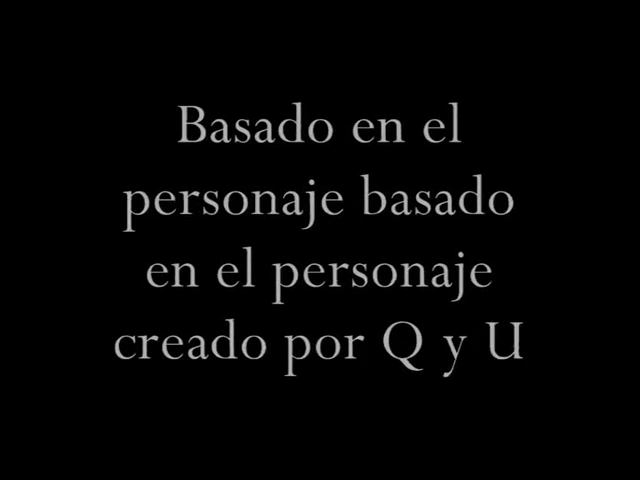 Basado en el
personaje basado
en el personaje
creado por Q y U